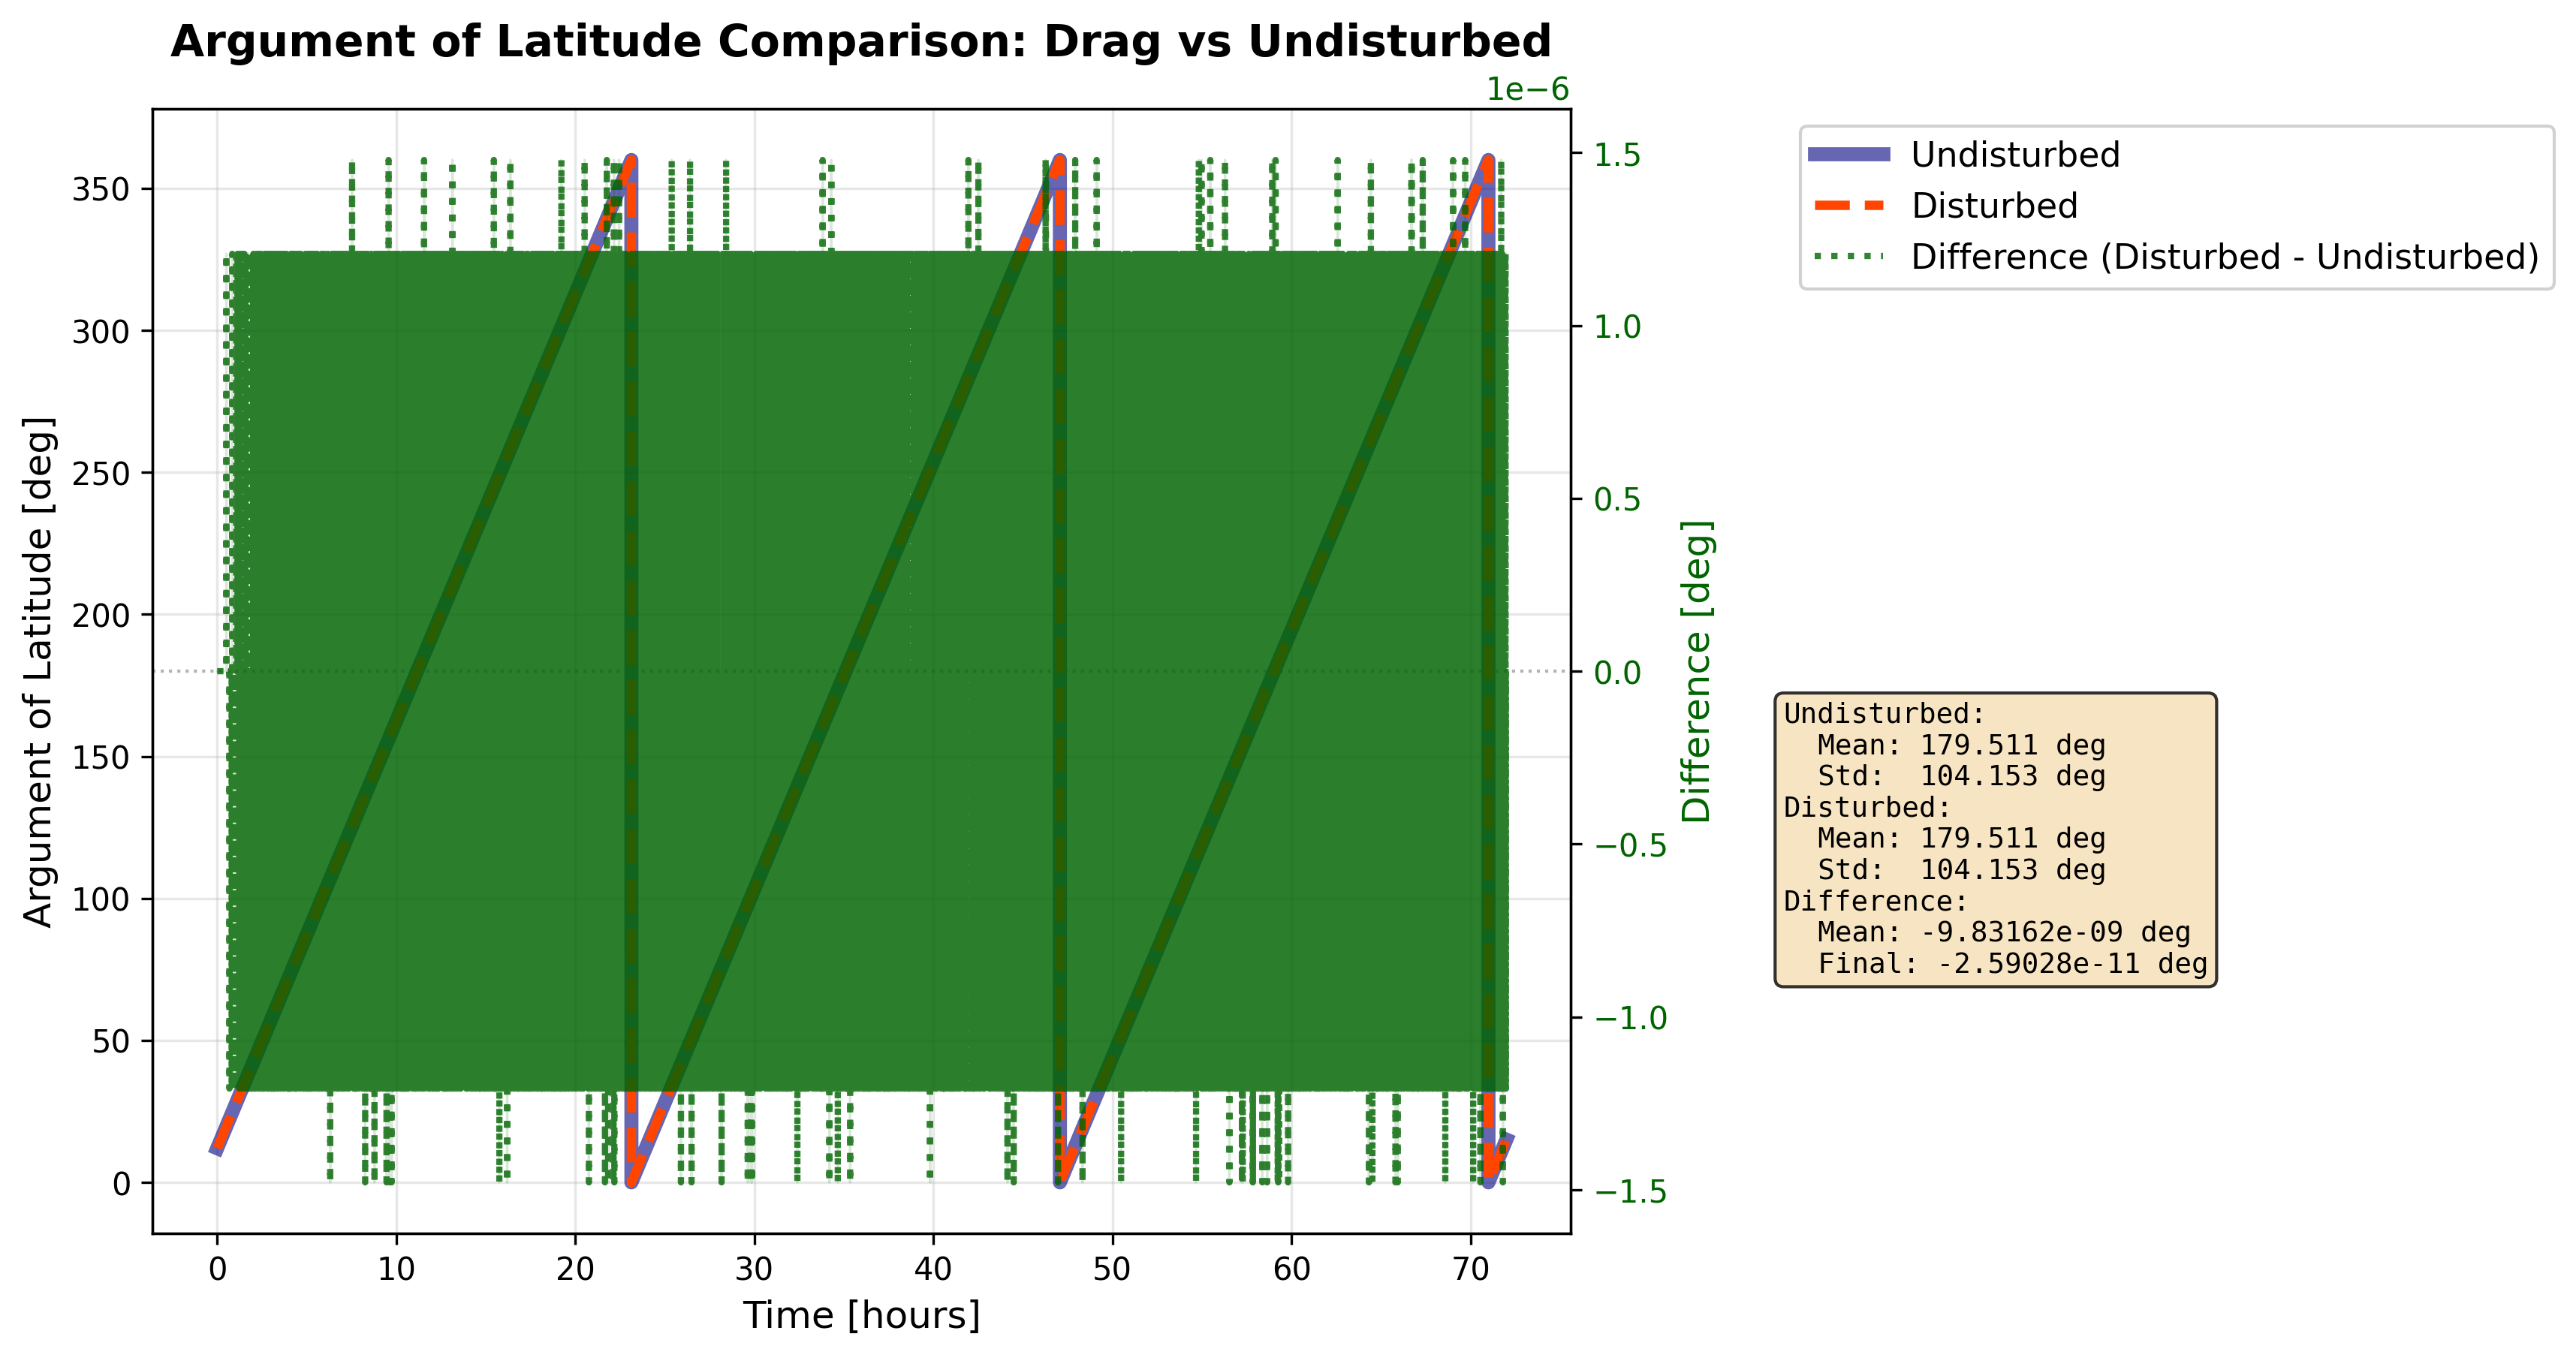 Argument of Latitude Comparison: Drag vs Undisturbed
1e−6
Argument of Latitude [deg]
350
300
250
200
150
100
50
0
0 10 20 30 40 50 60 70
Time [hours]
1.5
1.0
0.5
0.0
−0.5
−1.0
−1.5
Difference [deg]
Undisturbed
Disturbed
Difference (Disturbed - Undisturbed)
Undisturbed:
Mean: 179.511 deg
Std: 104.153 deg
Disturbed:
Mean: 179.511 deg
Std: 104.153 deg
Difference:
Mean: -9.83162e-09 deg
Final: -2.59028e-11 deg